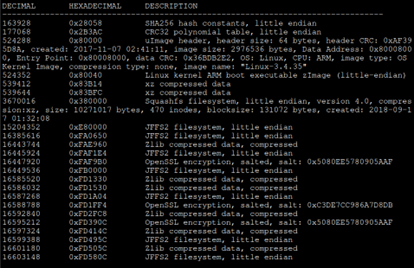 DECIMAL HEXADECIMAL DESCRIPTION
--------------------------------------------------------------------------------
163928 0x28058 SHA256 hash constants, little endian
177068 0x2B3AC CRC32 polynomial table, little endian
524288 0x80000 uImage header, header size: 64 bytes, header CRC: 0xAF39
5D8A, created: 2017-11-07 02:41:11, image size: 2976536 bytes, Data Address: 0x8000800
0, Entry Point: 0x80008000, data CRC: 0x36BDB2E2, OS: Linux, CPU: ARM, image type: OS
Kernel Image, compression type: none, image name: "Linux-3.4.35"
524352 0x80040 Linux kernel ARM boot executable zImage (little-endian)
539412 0x83B14 xz compressed data
539644 0x83BFC xz compressed data
3670016 0x380000 Squashfs filesystem, little endian, version 4.0, compres
sion:xz, size: 10271017 bytes, 470 inodes, blocksize: 131072 bytes, created: 2018-09-1
7 01:32:08
15204352 0xE80000 JFFS2 filesystem, little endian
16385616 0xFA0650 JFFS2 filesystem, little endian
16443744 0xFAE960 Zlib compressed data, compressed
16445924 0xFAF1E4 JFFS2 filesystem, little endian
16447920 0xFAF9B0 OpenSSL encryption, salted, salt: 0x5080EE5780905AAF
16449536 0xFB0000 JFFS2 filesystem, little endian
16585520 0xFD1330 Zlib compressed data, compressed
16586032 0xFD1530 Zlib compressed data, compressed
16587268 0xFD1A04 JFFS2 filesystem, little endian
16588788 0xFD1FF4 OpenSSL encryption, salted, salt: 0xC3DE7CC986A7D8DB
16592840 0xFD2FC8 Zlib compressed data, compressed
16595212 0xFD390C OpenSSL encryption, salted, salt: 0x5080EE5780905AAF
16597324 0xFD414C Zlib compressed data, compressed
16599388 0xFD495C JFFS2 filesystem, little endian
16601180 0xFD505C Zlib compressed data, compressed
16603148 0xFD580C JFFS2 filesystem, little endian